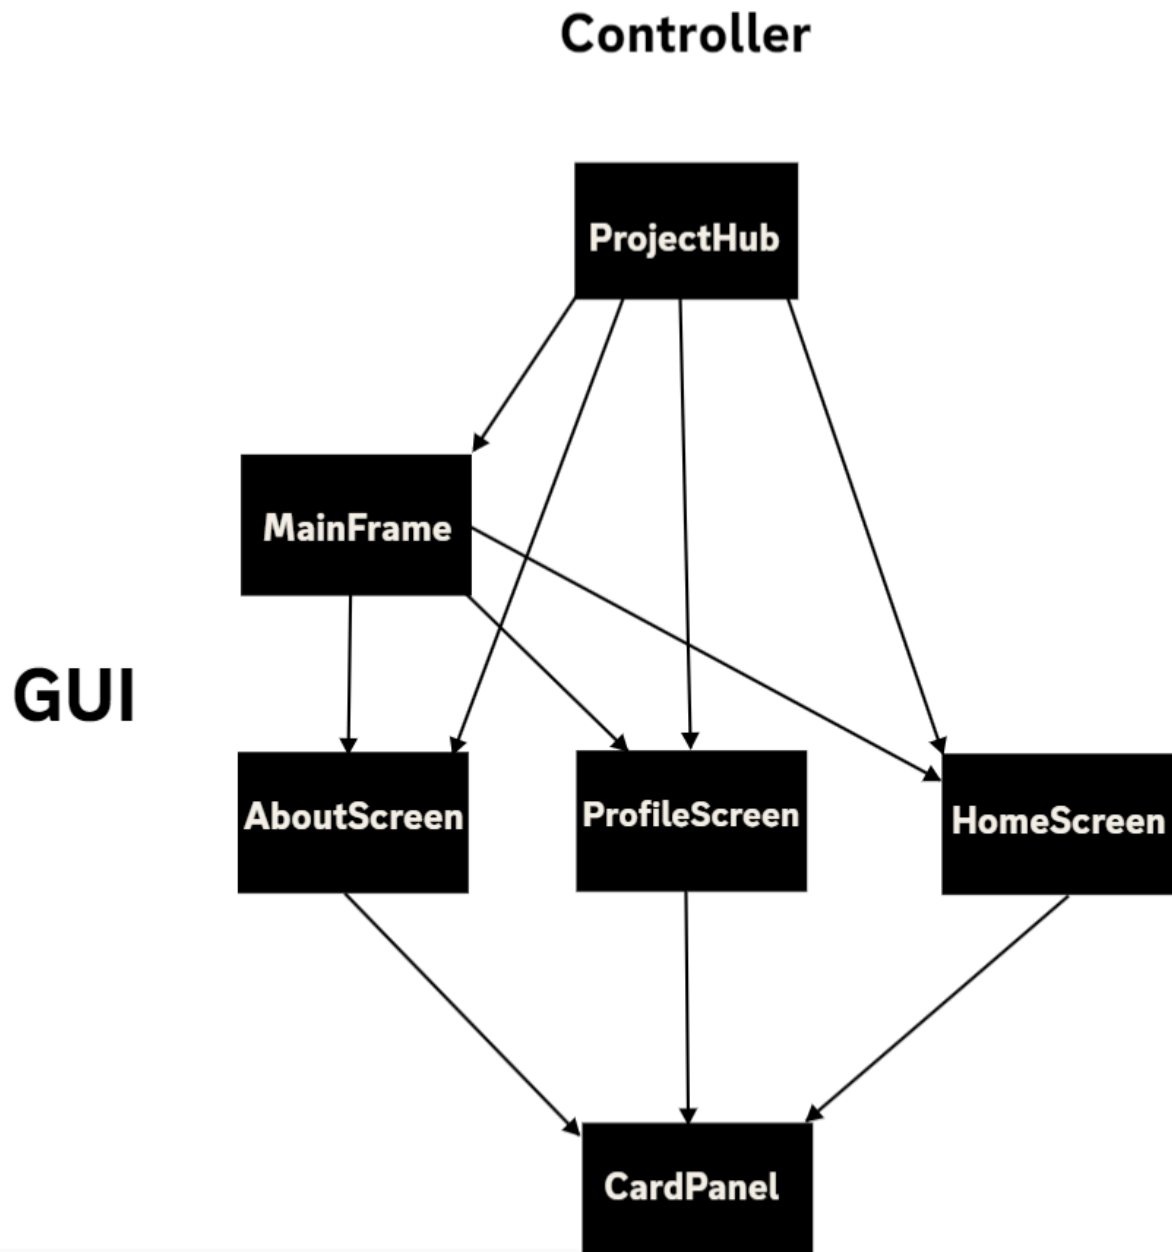 Controller
ProjectHub
MainFrame
GUI
AboutScreen
ProfileScreen
HomeScreen
CardPanel